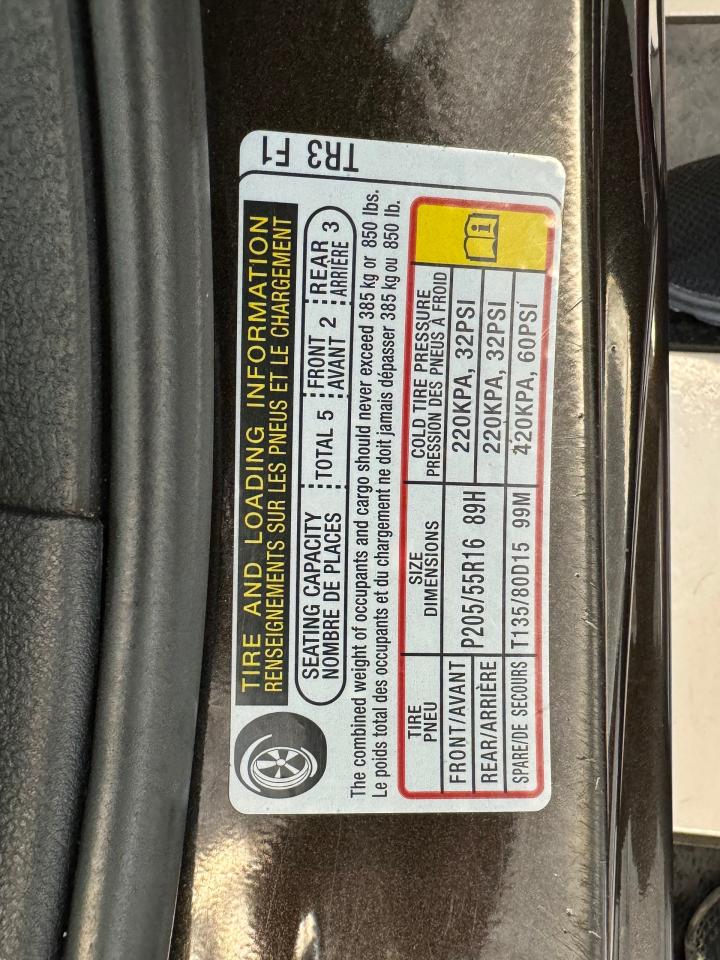 TR3 F1
TIRE AND LOADING INFORMATION
RENSEIGNEMENTS SUR LES PNEUS ET LE CHARGEMENT
SEATING CAPACITY
NOMBRE DE PLACES
TOTAL 5
FRONT
AVANT 2
REAR
ARRIÈRE 3
The combined weight of occupants and cargo should never exceed 385 kg or 850 lbs.
Le poids total des occupants et du chargement ne doit jamais dépasser 385 kg ou 850 lb.
TIRE
PNEU
SIZE
DIMENSIONS
COLD TIRE PRESSURE
PRESSION DES PNEUS À FROID
FRONT/AVANT
P205/55R16 89H
220KPA, 32PSI
REAR/ARRIÈRE
220KPA, 32PSI
SPARE/DE SECOURS
T135/80D15 99M
420KPA, 60PSI